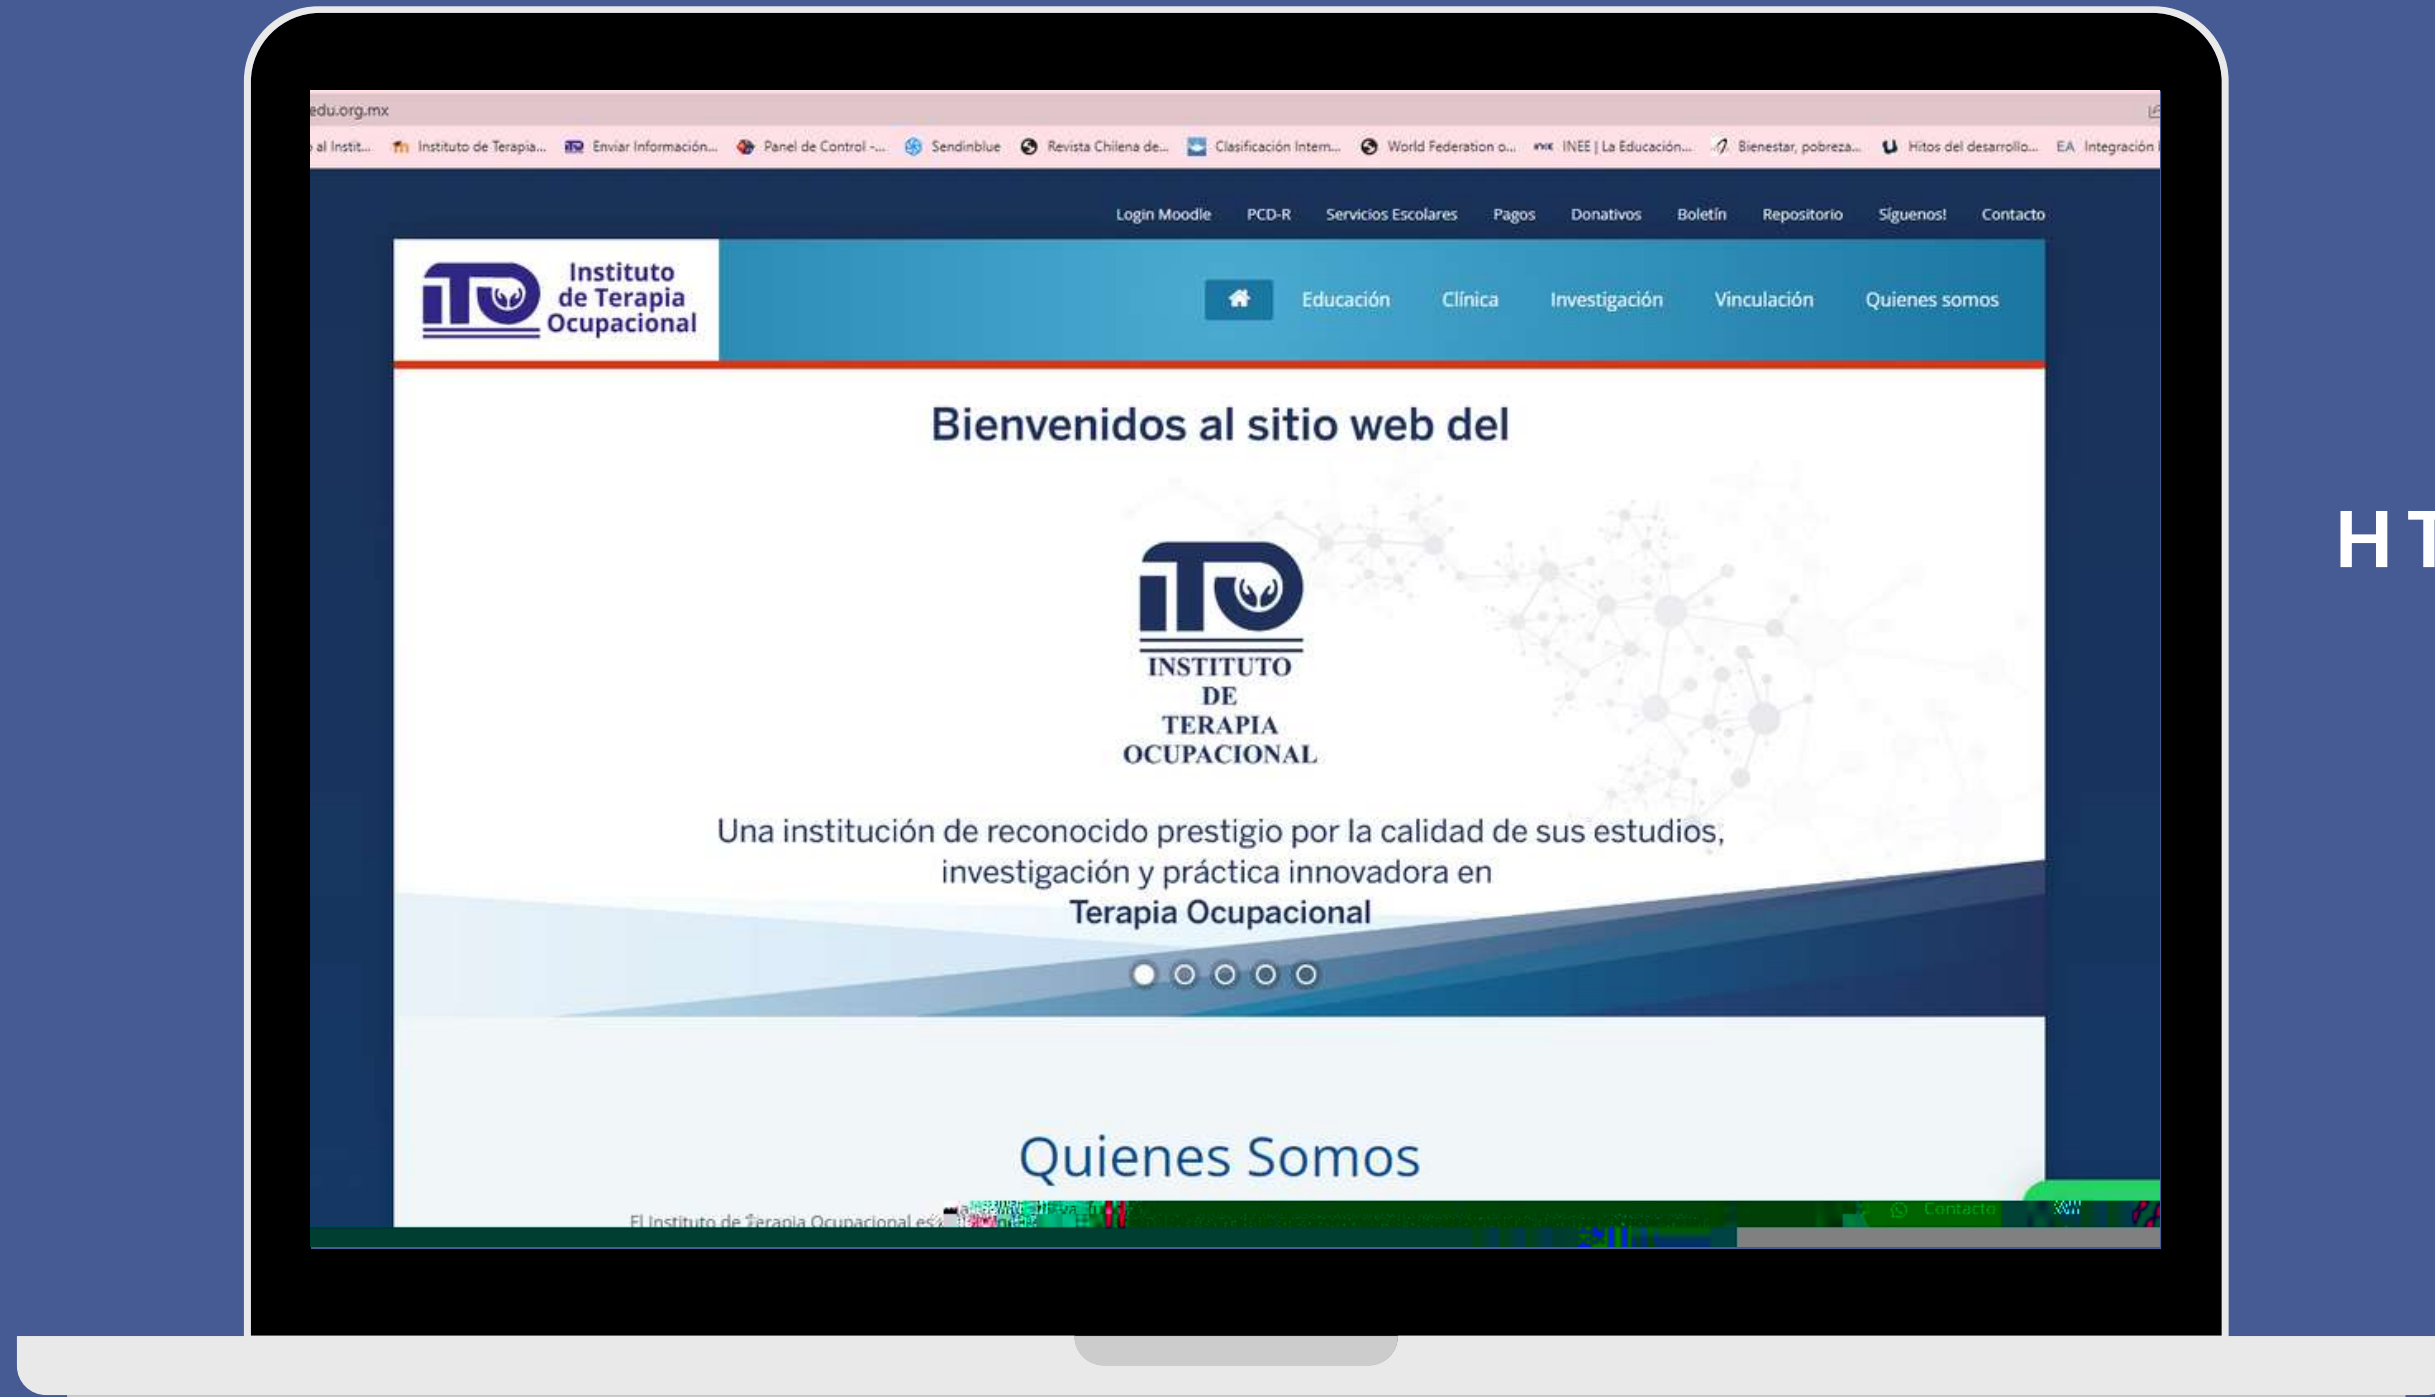 edu.org.mx
al Instit... Instituto de Terapia... Enviar Información... Panel de Control -... Sendinblue Revista Chilena de... Clasificación Intern... World Federation o... INEE | La Educación... Bienestar, pobreza... Hitos del desarrollo... EA Integración
Login Moodle PCD-R Servicios Escolares Pagos Donativos Boletín Repositorio Síguenos! Contacto
iTO Instituto
de Terapia
Ocupacional
Educación Clínica Investigación Vinculación Quienes somos
Bienvenidos al sitio web del
iTO
INSTITUTO
DE
TERAPIA
OCUPACIONAL
Una institución de reconocido prestigio por la calidad de sus estudios,
investigación y práctica innovadora en
Terapia Ocupacional
Quienes Somos
El Instituto de Terapia Ocupacional es
Contacto
HT